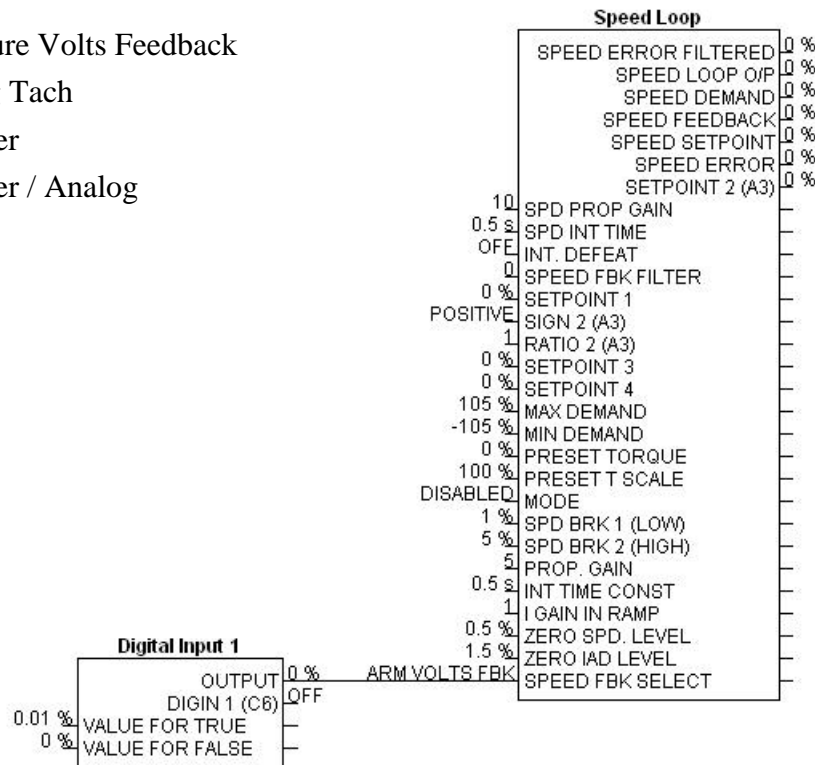 ure Volts Feedback
Tach
er
er / Analog
Speed Loop
SPEED ERROR FILTERED 0 %
SPEED LOOP O/P 0 %
SPEED DEMAND 0 %
SPEED FEEDBACK 0 %
SPEED SETPOINT 0 %
SPEED ERROR 0 %
SETPOINT 2 (A3) 0 %
10 SPD PROP GAIN
0.5 s SPD INT TIME
OFF INT. DEFEAT
0 SPEED FBK FILTER
0 % SETPOINT 1
POSITIVE SIGN 2 (A3)
1 RATIO 2 (A3)
0 % SETPOINT 3
0 % SETPOINT 4
105 % MAX DEMAND
-105 % MIN DEMAND
0 % PRESET TORQUE
100 % PRESET T SCALE
DISABLED MODE
1 % SPD BRK 1 (LOW)
5 % SPD BRK 2 (HIGH)
5 PROP. GAIN
0.5 s INT TIME CONST
1 I GAIN IN RAMP
0.5 % ZERO SPD. LEVEL
1.5 % ZERO IAD LEVEL
ARM VOLTS FBK SPEED FBK SELECT
Digital Input 1
OUTPUT 0 %
DIGIN 1 (C6) OFF
0.01 % VALUE FOR TRUE
0 % VALUE FOR FALSE